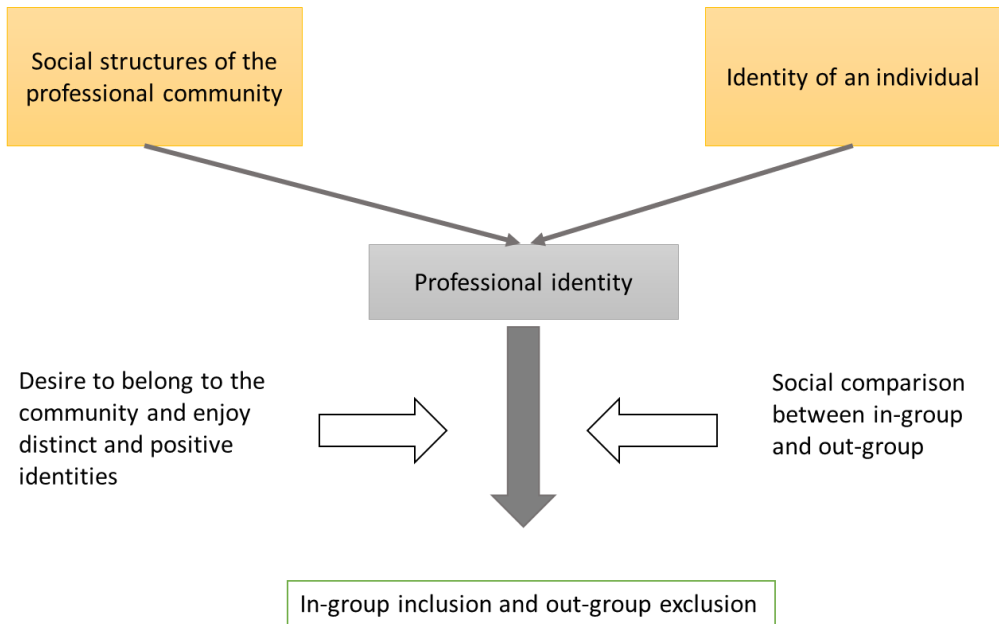 Social structures of the
professional community
Identity of an individual
Professional identity
Desire to belong to the
community and enjoy
distinct and positive
identities
Social comparison
between in-group
and out-group
In-group inclusion and out-group exclusion